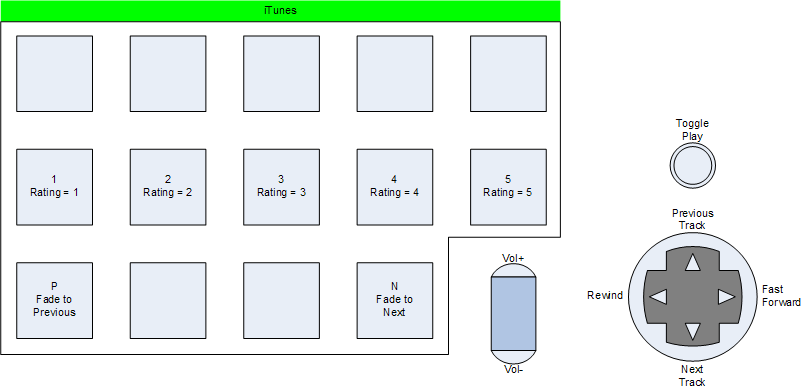 iTunes
1
Rating = 1
2
Rating = 2
3
Rating = 3
4
Rating = 4
5
Rating = 5
P
Fade to
Previous
N
Fade to
Next
Vol+
Vol-
Toggle
Play
Previous
Track
Rewind
Fast
Forward
Next
Track